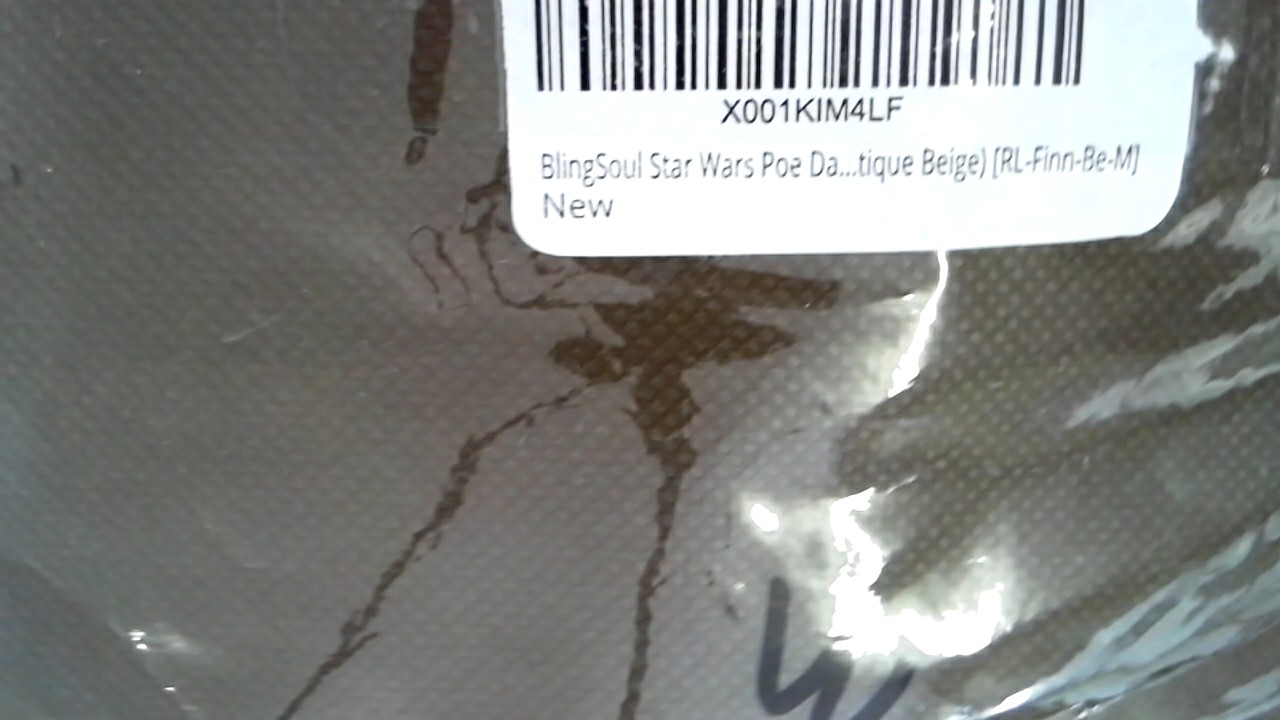 X001KIM4LF
BlingSoul Star Wars Poe Da...tique Beige) [RL-Finn-Be-M]
New